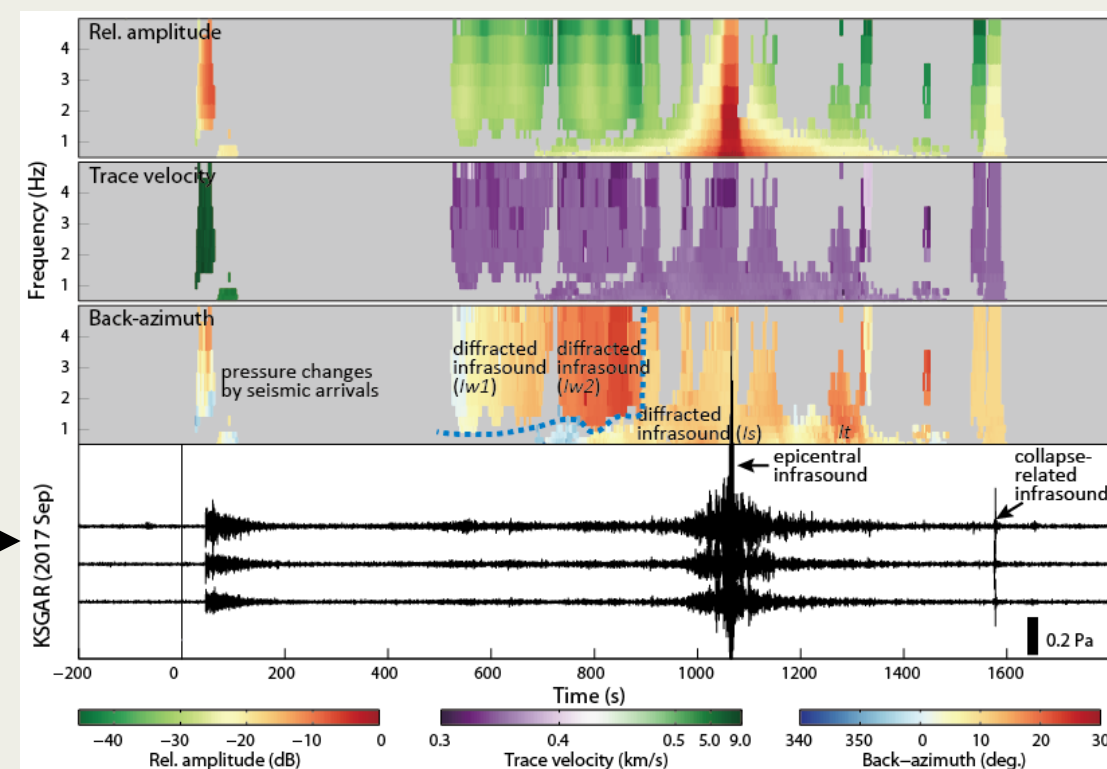 Rel. amplitude
4
3
2
1
Trace velocity
4
3
2
1
Frequency (Hz)
Back-azimuth
4
3
2
1
pressure changes
by seismic arrivals
diffracted
infrasound
(Iw1)
diffracted
infrasound
(Iw2)
diffracted
infrasound (Is)
it
epicentral
infrasound
collapse-
related
infrasound
KSGAR (2017 Sep)
0.2 Pa
−200 0 200 400 600 800 1000 1200 1400 1600
Time (s)
−40 −30 −20 −10 0
Rel. amplitude (dB)
0.3 0.4 0.5 5.0 9.0
Trace velocity (km/s)
340 350 0 10 20 30
Back−azimuth (deg.)